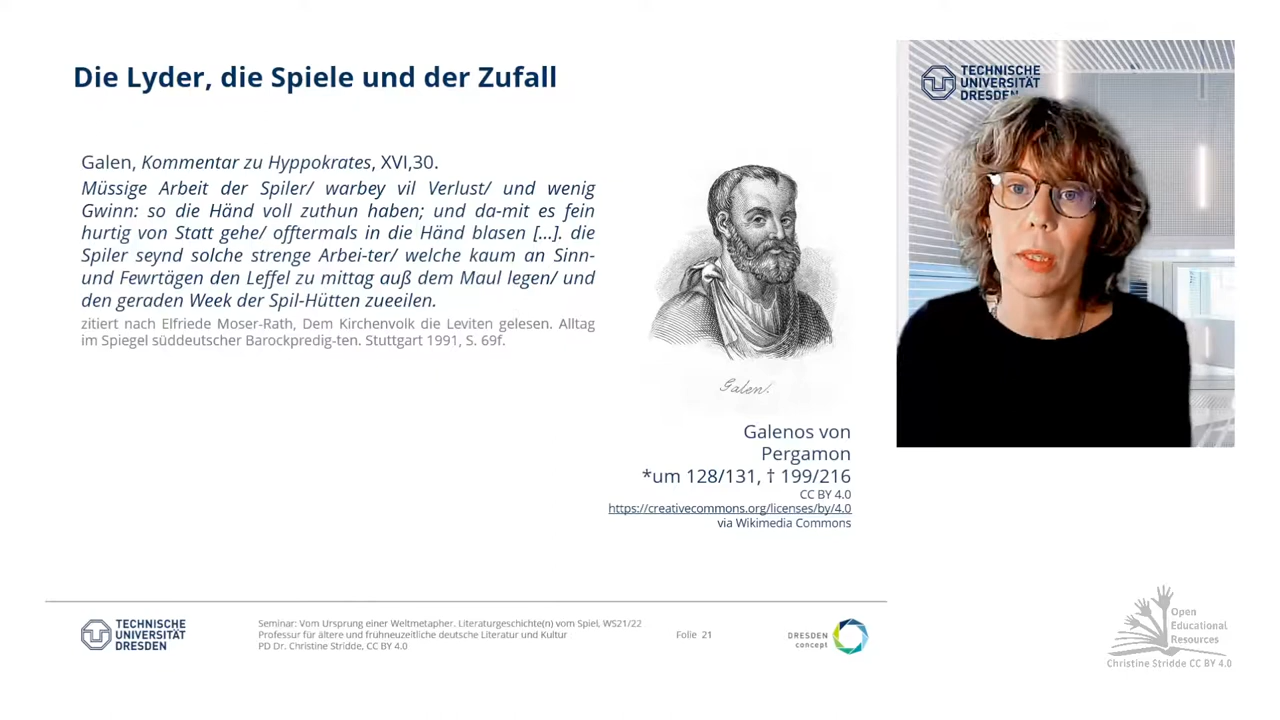 Die Lyder, die Spiele und der Zufall
Galen, Kommentar zu Hyppokrates, XVI,30.
Müssige Arbeit der Spiler/ warbey vil Verlust/ und wenig
Gwinn: so die Händ voll zuthun haben; und da-mit es fein
hurtig von Statt gehe/ offtermals in die Händ blasen [...]. die
Spiler seynd solche strenge Arbei-ter/ welche kaum an Sinn-
und Fewrtägen den Leffel zu mittag auß dem Maul legen/ und
den geraden Week der Spil-Hütten zueeilen.
zitiert nach Elfriede Moser-Rath, Dem Kirchenvolk die Leviten gelesen. Alltag
im Spiegel süddeutscher Barockpredig-ten. Stuttgart 1991, S. 69f.
Galen.
Galenos von
Pergamon
*um 128/131, † 199/216
CC BY 4.0
https://creativecommons.org/licenses/by/4.0
via Wikimedia Commons
TECHNISCHE
UNIVERSITÄT
DRESDEN
TECHNISCHE
UNIVERSITÄT
DRESDEN
Seminar: Vom Ursprung einer Weltmetapher. Literaturgeschichte(n) vom Spiel, WS21/22
Professur für ältere und frühneuzeitliche deutsche Literatur und Kultur
PD Dr. Christine Stridde, CC BY 4.0
Folie 21
DRESDEN
concept
Open
Educational
Resources
Christine Stridde CC BY 4.0